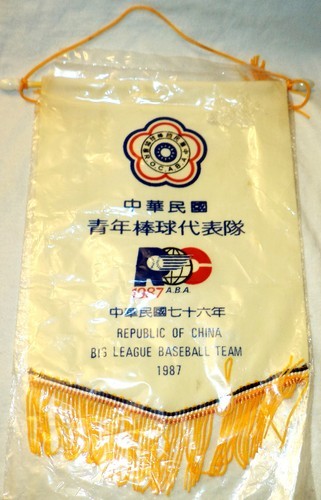 R.O.C.A.B.A.
中華民國
青年棒球代表隊
ROC
1987 A.B.A.
中華民國七十六年
REPUBLIC OF CHINA
BIG LEAGUE BASEBALL TEAM
1987